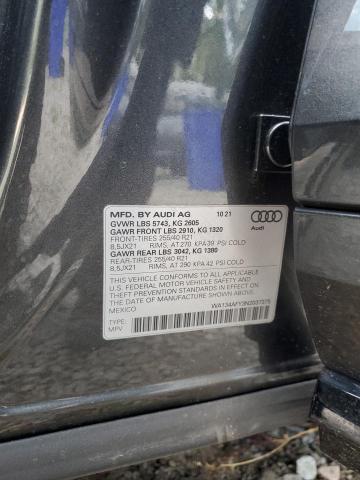 MFD. BY AUDI AG 10 21
GVWR LBS 5743, KG 2605
GAWR FRONT LBS 2910, KG 1320
FRONT-TIRES 255/40 R21
8,5JX21 RIMS, AT 270 KPA 39 PSI COLD
GAWR REAR LBS 3042, KG 1380
REAR-TIRES 255/40 R21
8,5JX21 RIMS, AT 290 KPA 42 PSI COLD
Audi
THIS VEHICLE CONFORMS TO ALL APPLICABLE
U.S. FEDERAL MOTOR VEHICLE SAFETY STANDARDS
IN EFFECT ON THE DATE OF MANUFACTURE SHOWN ABOVE.
MEXICO
TYPE:
MPV